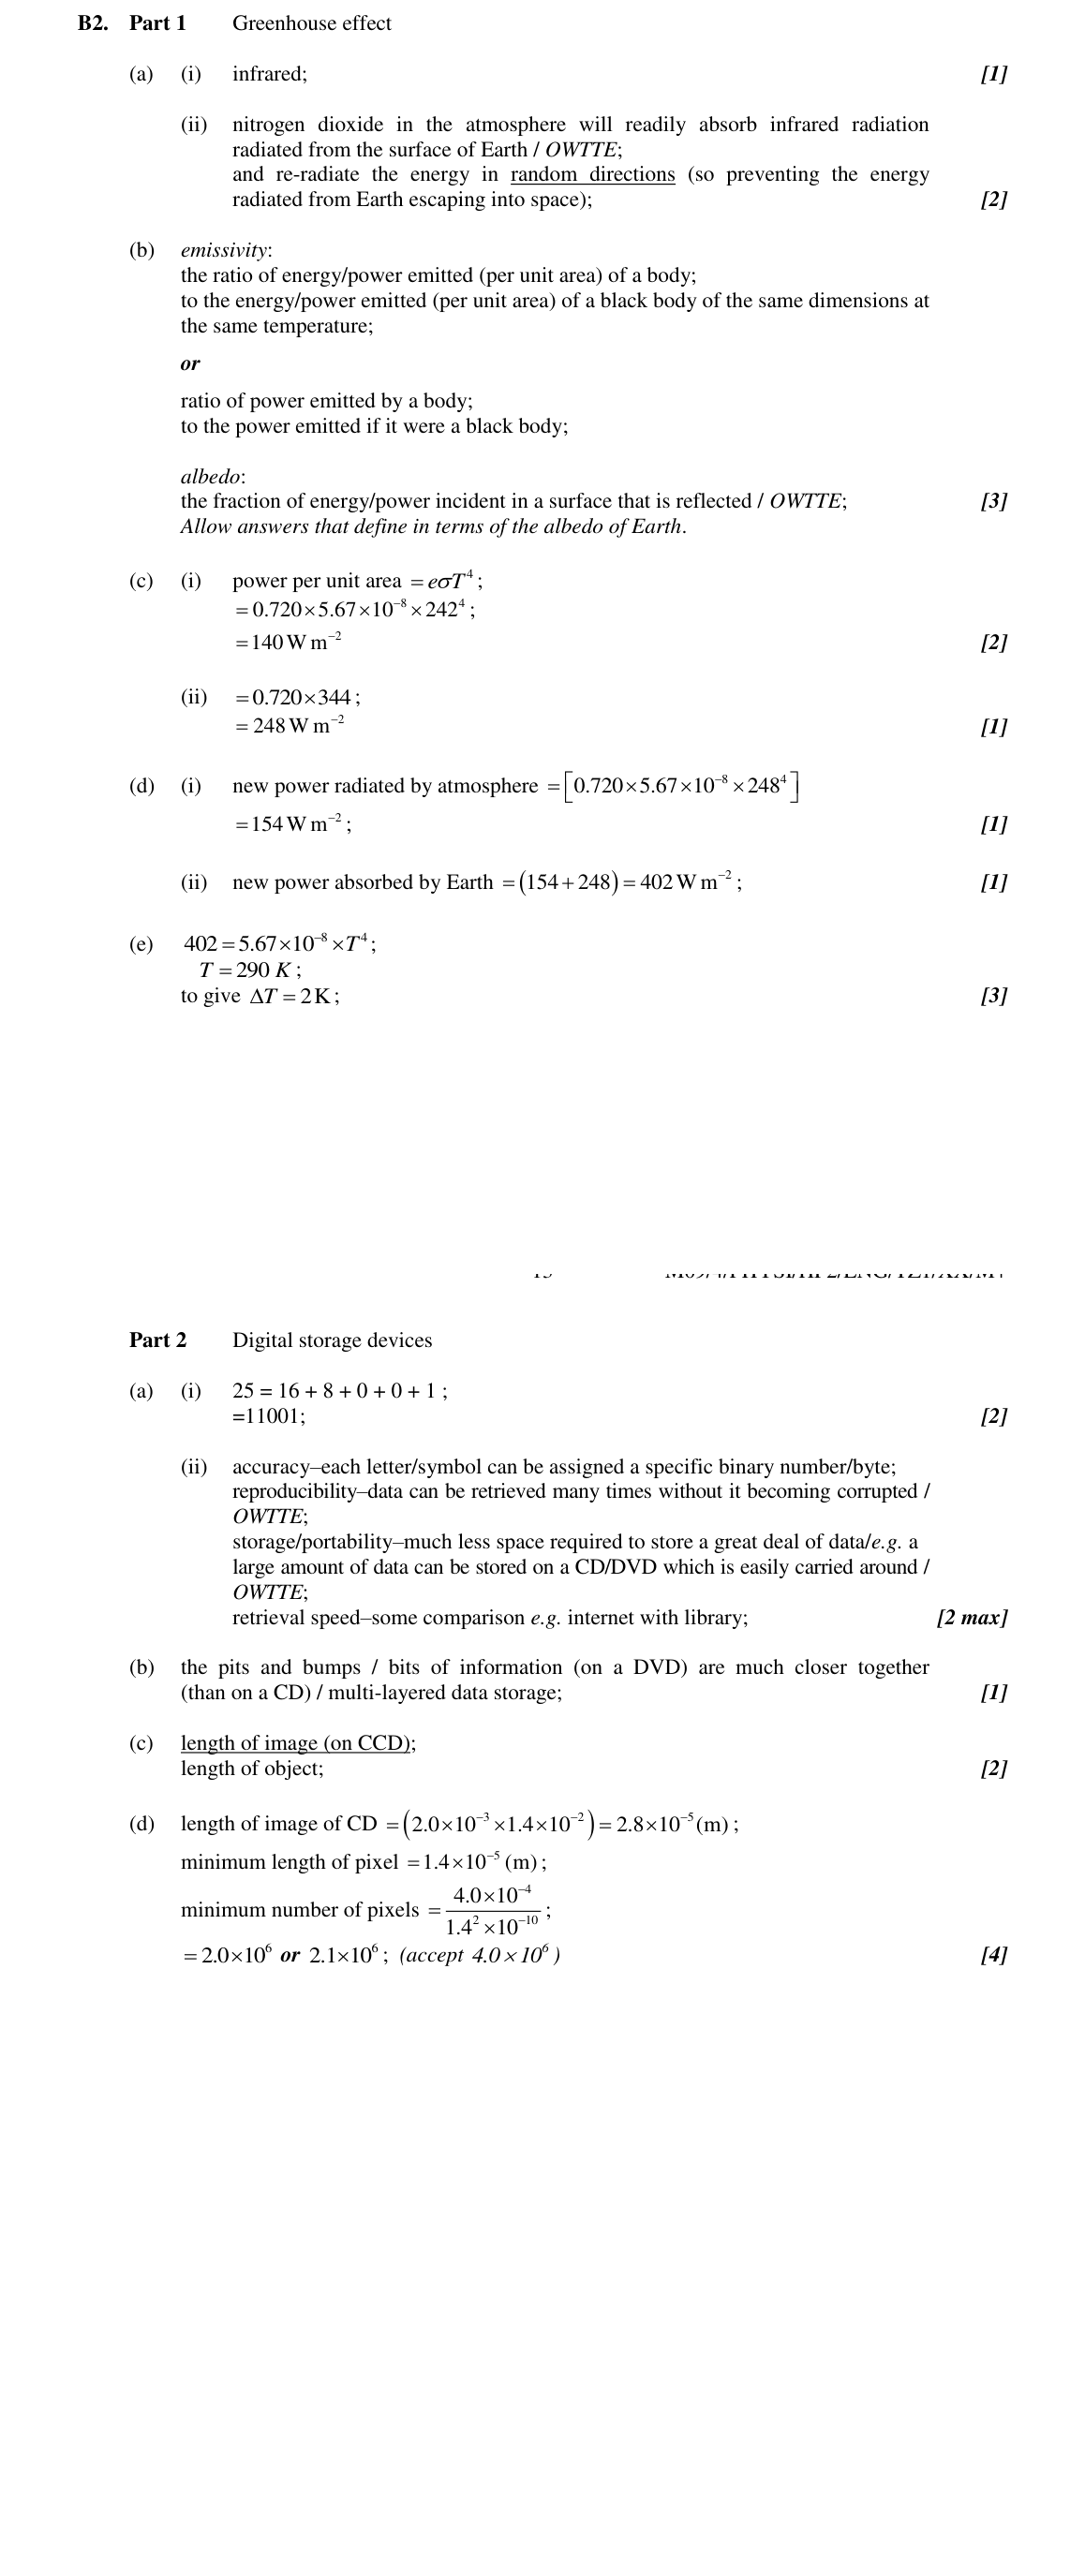 B2. Part 1 Greenhouse effect
(a) (i) infrared; [1]
(ii) nitrogen dioxide in the atmosphere will readily absorb infrared radiation
radiated from the surface of Earth / OWTTE;
and re-radiate the energy in random directions (so preventing the energy
radiated from Earth escaping into space); [2]
(b) emissivity:
the ratio of energy/power emitted (per unit area) of a body;
to the energy/power emitted (per unit area) of a black body of the same dimensions at
the same temperature;
or
ratio of power emitted by a body;
to the power emitted if it were a black body;
albedo:
the fraction of energy/power incident in a surface that is reflected / OWTTE; [3]
Allow answers that define in terms of the albedo of Earth.
(c) (i) power per unit area = eσT⁴;
= 0.720×5.67×10⁻⁸×242⁴;
= 140 W m⁻² [2]
(ii) = 0.720×344;
= 248 W m⁻² [1]
(d) (i) new power radiated by atmosphere = [0.720×5.67×10⁻⁸×248⁴]
= 154 W m⁻²; [1]
(ii) new power absorbed by Earth = (154+248) = 402 W m⁻²; [1]
(e) 402 = 5.67×10⁻⁸×T⁴;
T = 290 K;
to give ΔT = 2K; [3]
Part 2 Digital storage devices
(a) (i) 25 = 16 + 8 + 0 + 0 + 1 ;
=11001; [2]
(ii) accuracy–each letter/symbol can be assigned a specific binary number/byte;
reproducibility–data can be retrieved many times without it becoming corrupted /
OWTTE;
storage/portability–much less space required to store a great deal of data/e.g. a
large amount of data can be stored on a CD/DVD which is easily carried around /
OWTTE;
retrieval speed–some comparison e.g. internet with library; [2 max]
(b) the pits and bumps / bits of information (on a DVD) are much closer together
(than on a CD) / multi-layered data storage; [1]
(c) length of image (on CCD);
length of object; [2]
(d) length of image of CD = (2.0×10⁻³×1.4×10⁻²) = 2.8×10⁻⁵ (m);
minimum length of pixel = 1.4×10⁻⁵ (m);
minimum number of pixels = 4.0×10⁻⁴ / 1.4²×10⁻¹⁰;
= 2.0×10⁶ or 2.1×10⁶; (accept 4.0×10⁶) [4]